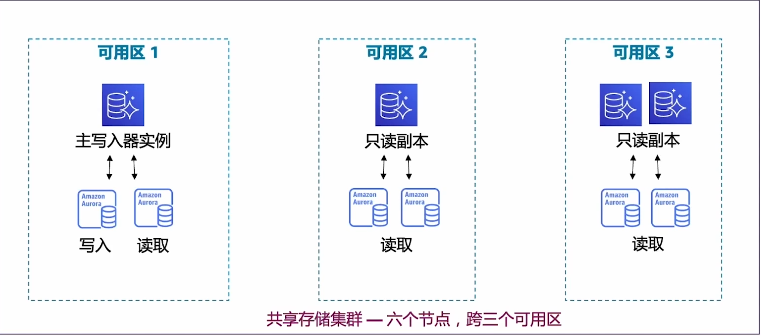 可用区 1
可用区 2
可用区 3
主写入器实例
只读副本
只读副本
Amazon
Aurora
Amazon
Aurora
Amazon
Aurora
Amazon
Aurora
Amazon
Aurora
Amazon
Aurora
写入
读取
读取
读取
共享存储集群 — 六个节点，跨三个可用区